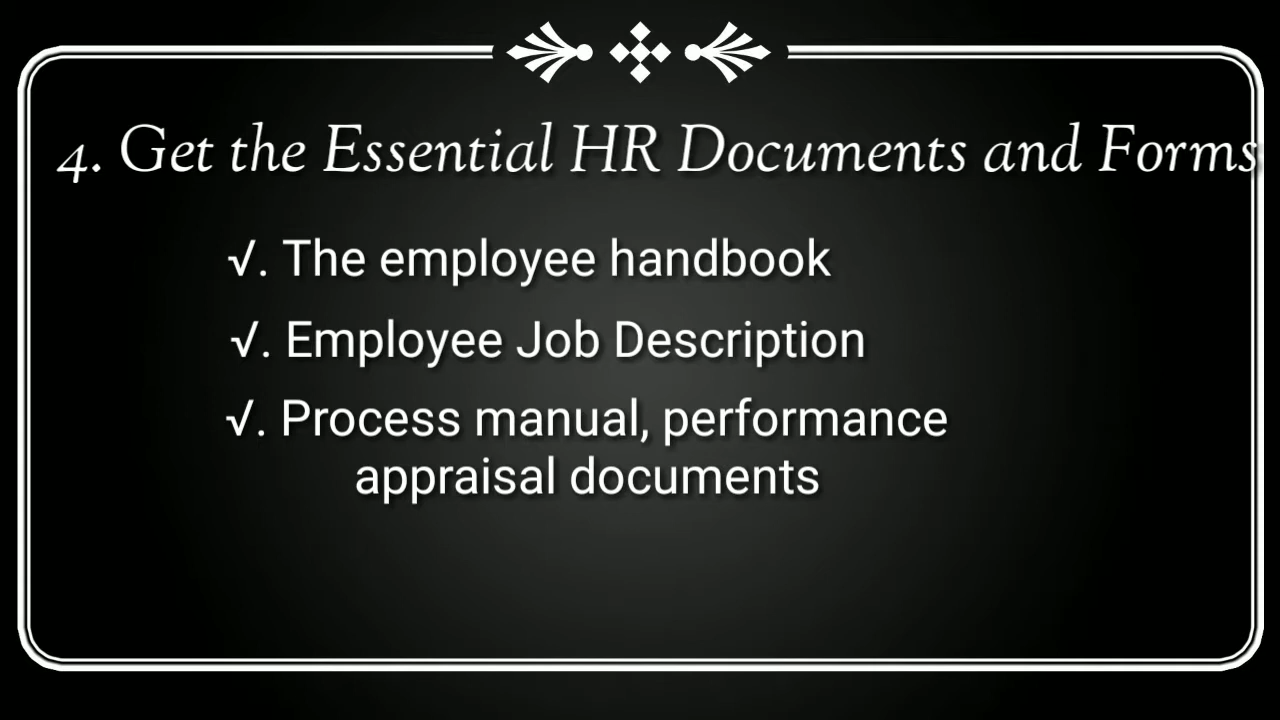 4. Get the Essential HR Documents and Forms
√. The employee handbook
√. Employee Job Description
√. Process manual, performance
appraisal documents